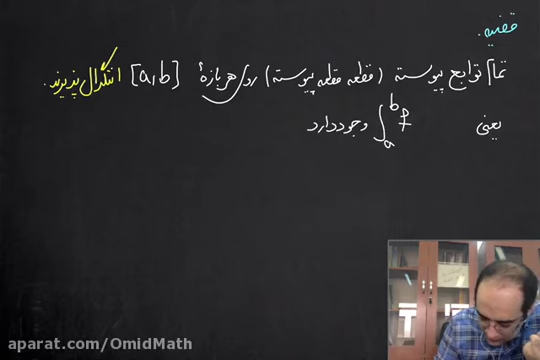 قضیه.
تمام توابع پیوسته (قطعه قطعه پیوسته) روی هر بازهٔ [a,b] انتگرال پذیرند.
یعنی ∫ₐᵇ f وجود دارد
aparat.com/OmidMath